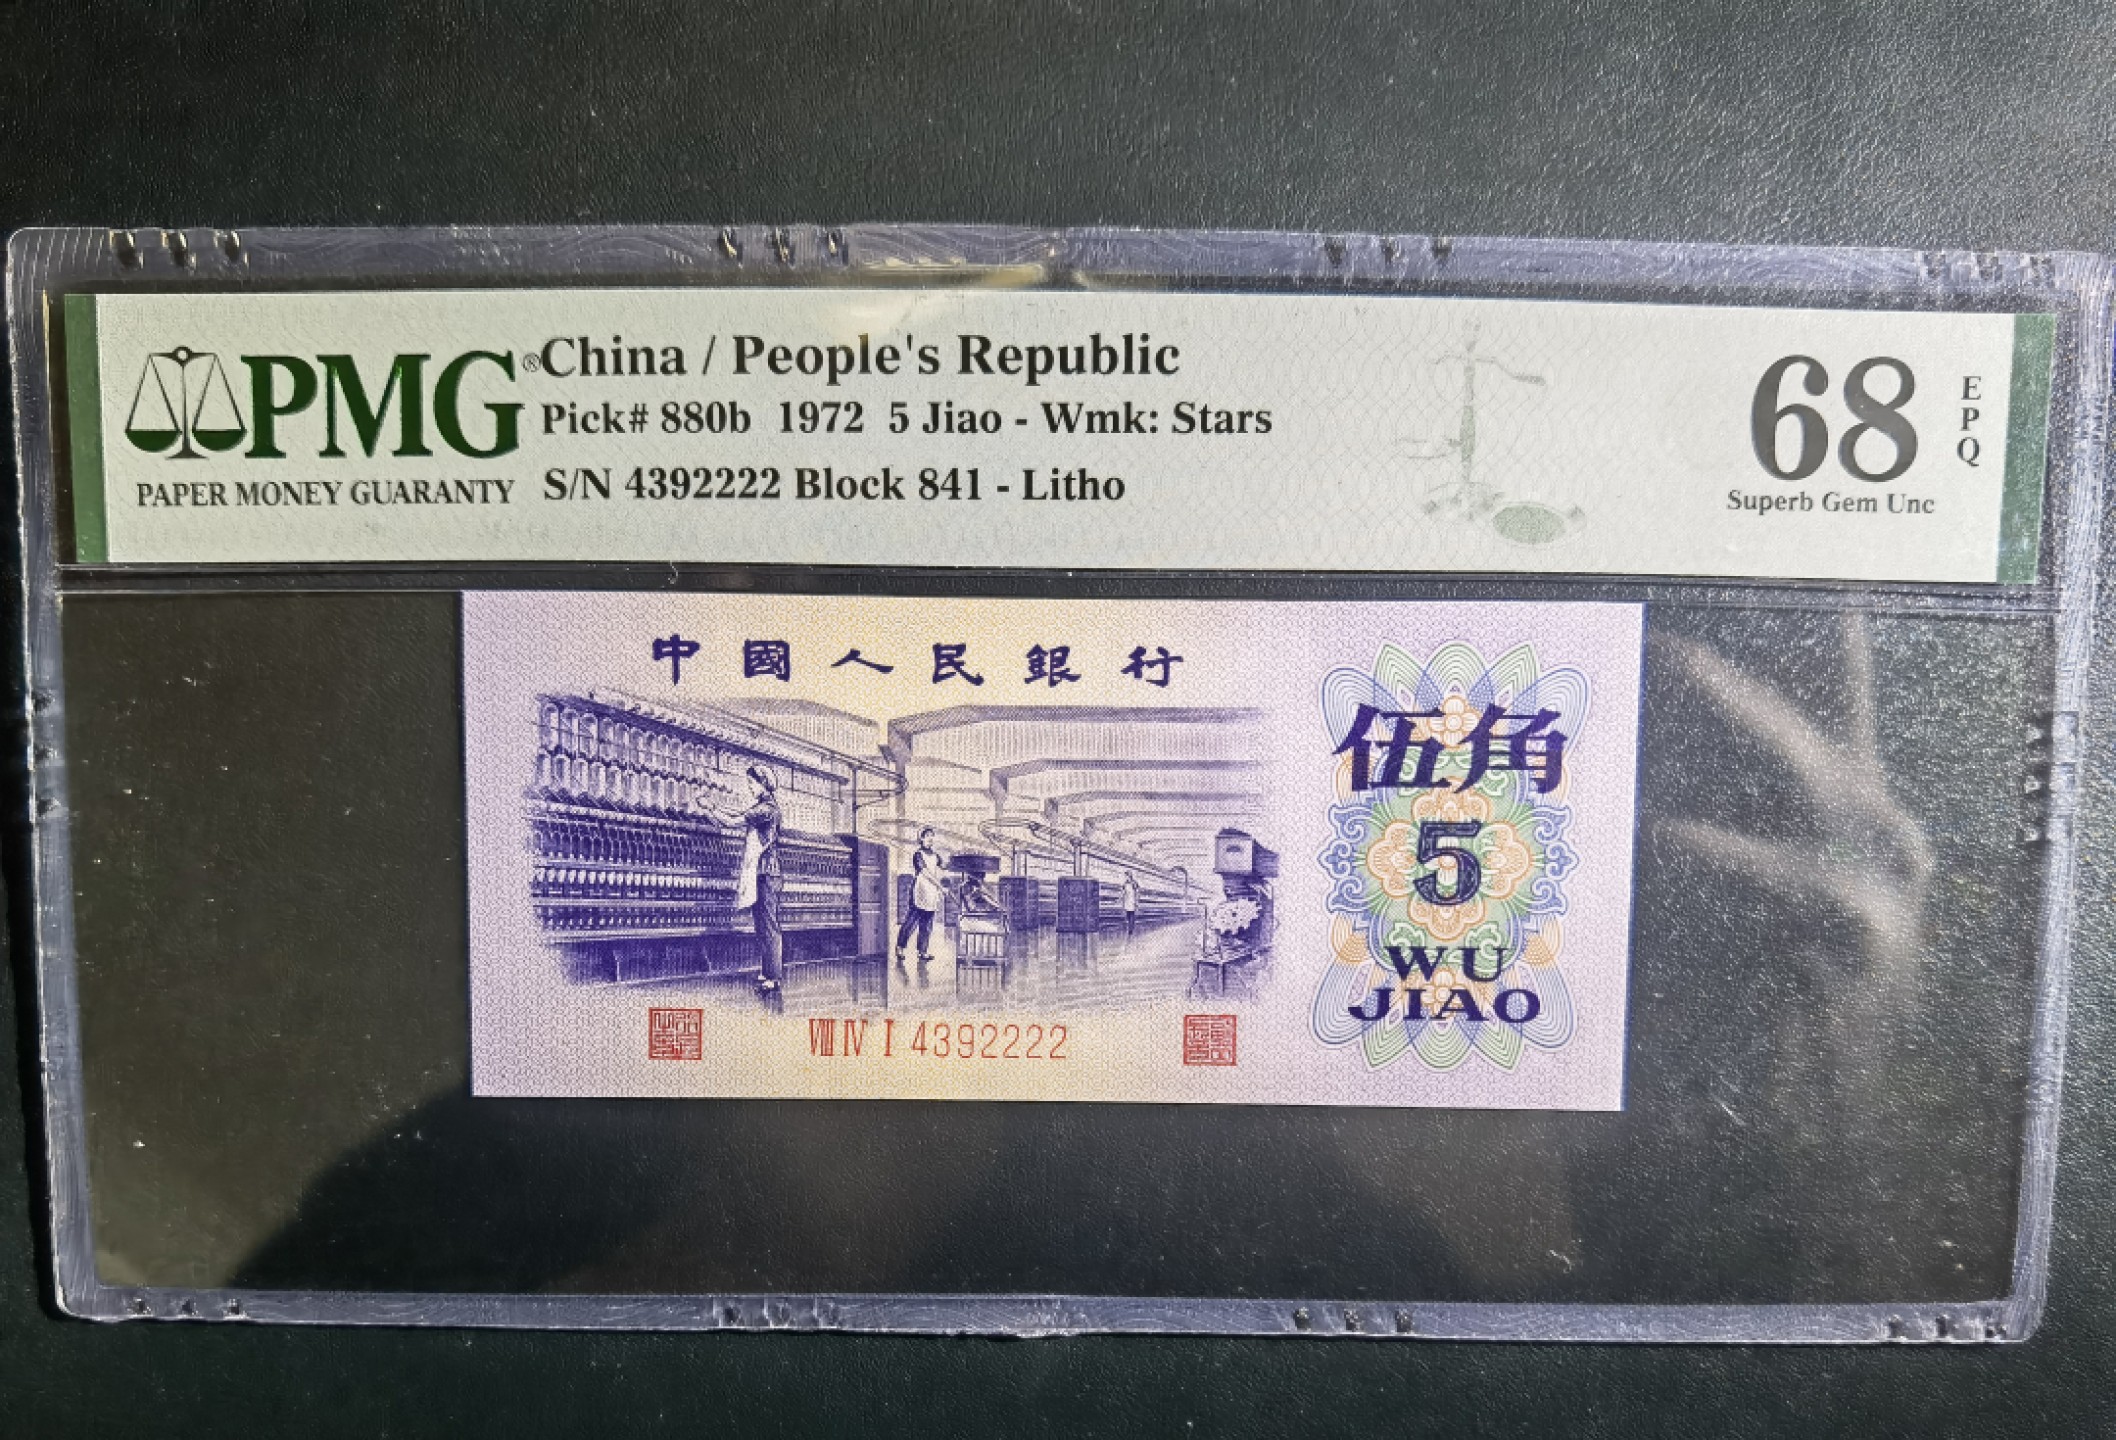 PMG®
PAPER MONEY GUARANTY
China / People's Republic
Pick# 880b 1972 5 Jiao - Wmk: Stars
S/N 4392222 Block 841 - Litho
68
EPQ
Superb Gem Unc
中國人民銀行
伍角
5
WU
JIAO
VIII IV I 4392222